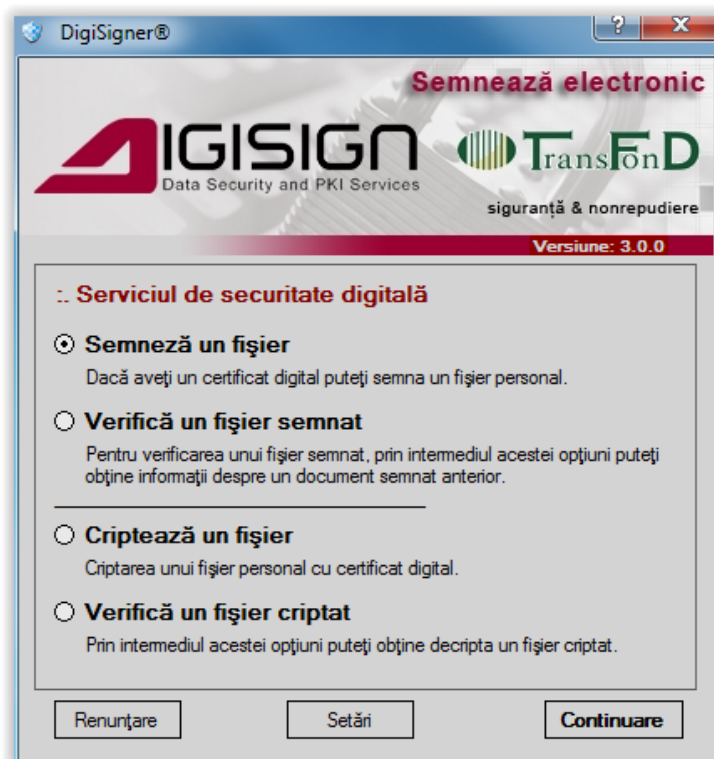 DigiSigner®
? X
Semnează electronic
DIGISIGN
Data Security and PKI Services
TransFonD
siguranță & nonrepudiere
Versiune: 3.0.0
:. Serviciul de securitate digitală
Semneză un fişier
Dacă aveţi un certificat digital puteţi semna un fişier personal.
Verifică un fişier semnat
Pentru verificarea unui fişier semnat, prin intermediul acestei opţiuni puteţi
obţine informaţii despre un document semnat anterior.
Criptează un fişier
Criptarea unui fişier personal cu certificat digital.
Verifică un fişier criptat
Prin intermediul acestei opţiuni puteţi obţine decripta un fişier criptat.
Renunţare
Setări
Continuare